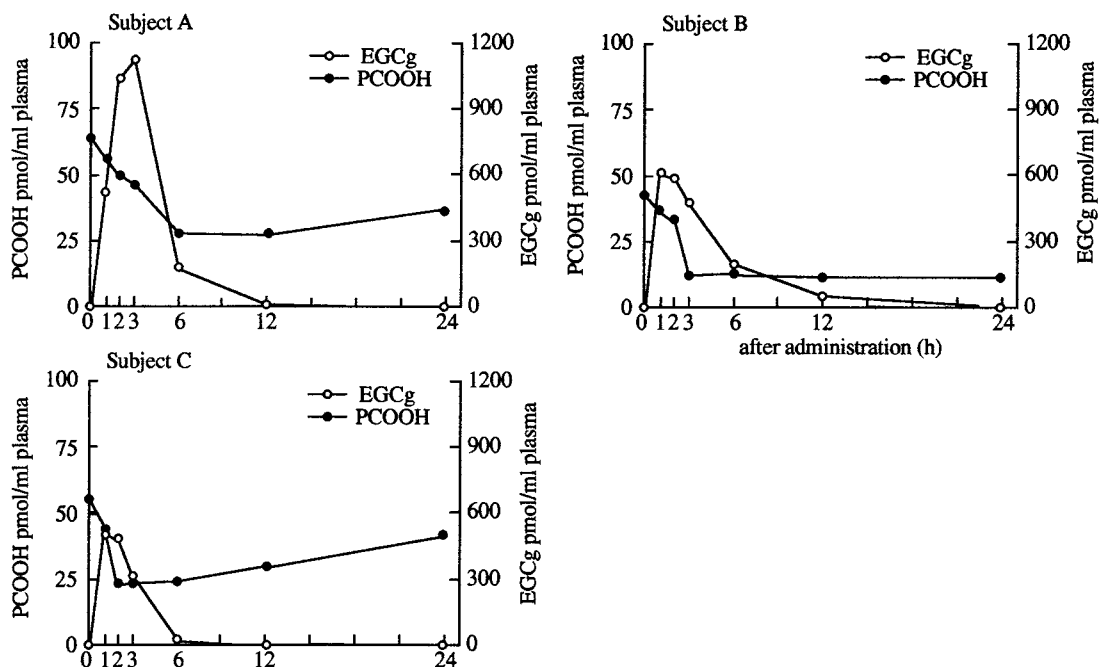 Subject A
EGCg
PCOOH
PCOOH pmol/ml plasma
100
75
50
25
0
EGCg pmol/ml plasma
1200
900
600
300
0
0 1 2 3 6 12 24
Subject B
EGCg
PCOOH
PCOOH pmol/ml plasma
100
75
50
25
0
EGCg pmol/ml plasma
1200
900
600
300
0
0 1 2 3 6 12 24
after administration (h)
Subject C
EGCg
PCOOH
PCOOH pmol/ml plasma
100
75
50
25
0
EGCg pmol/ml plasma
1200
900
600
300
0
0 1 2 3 6 12 24